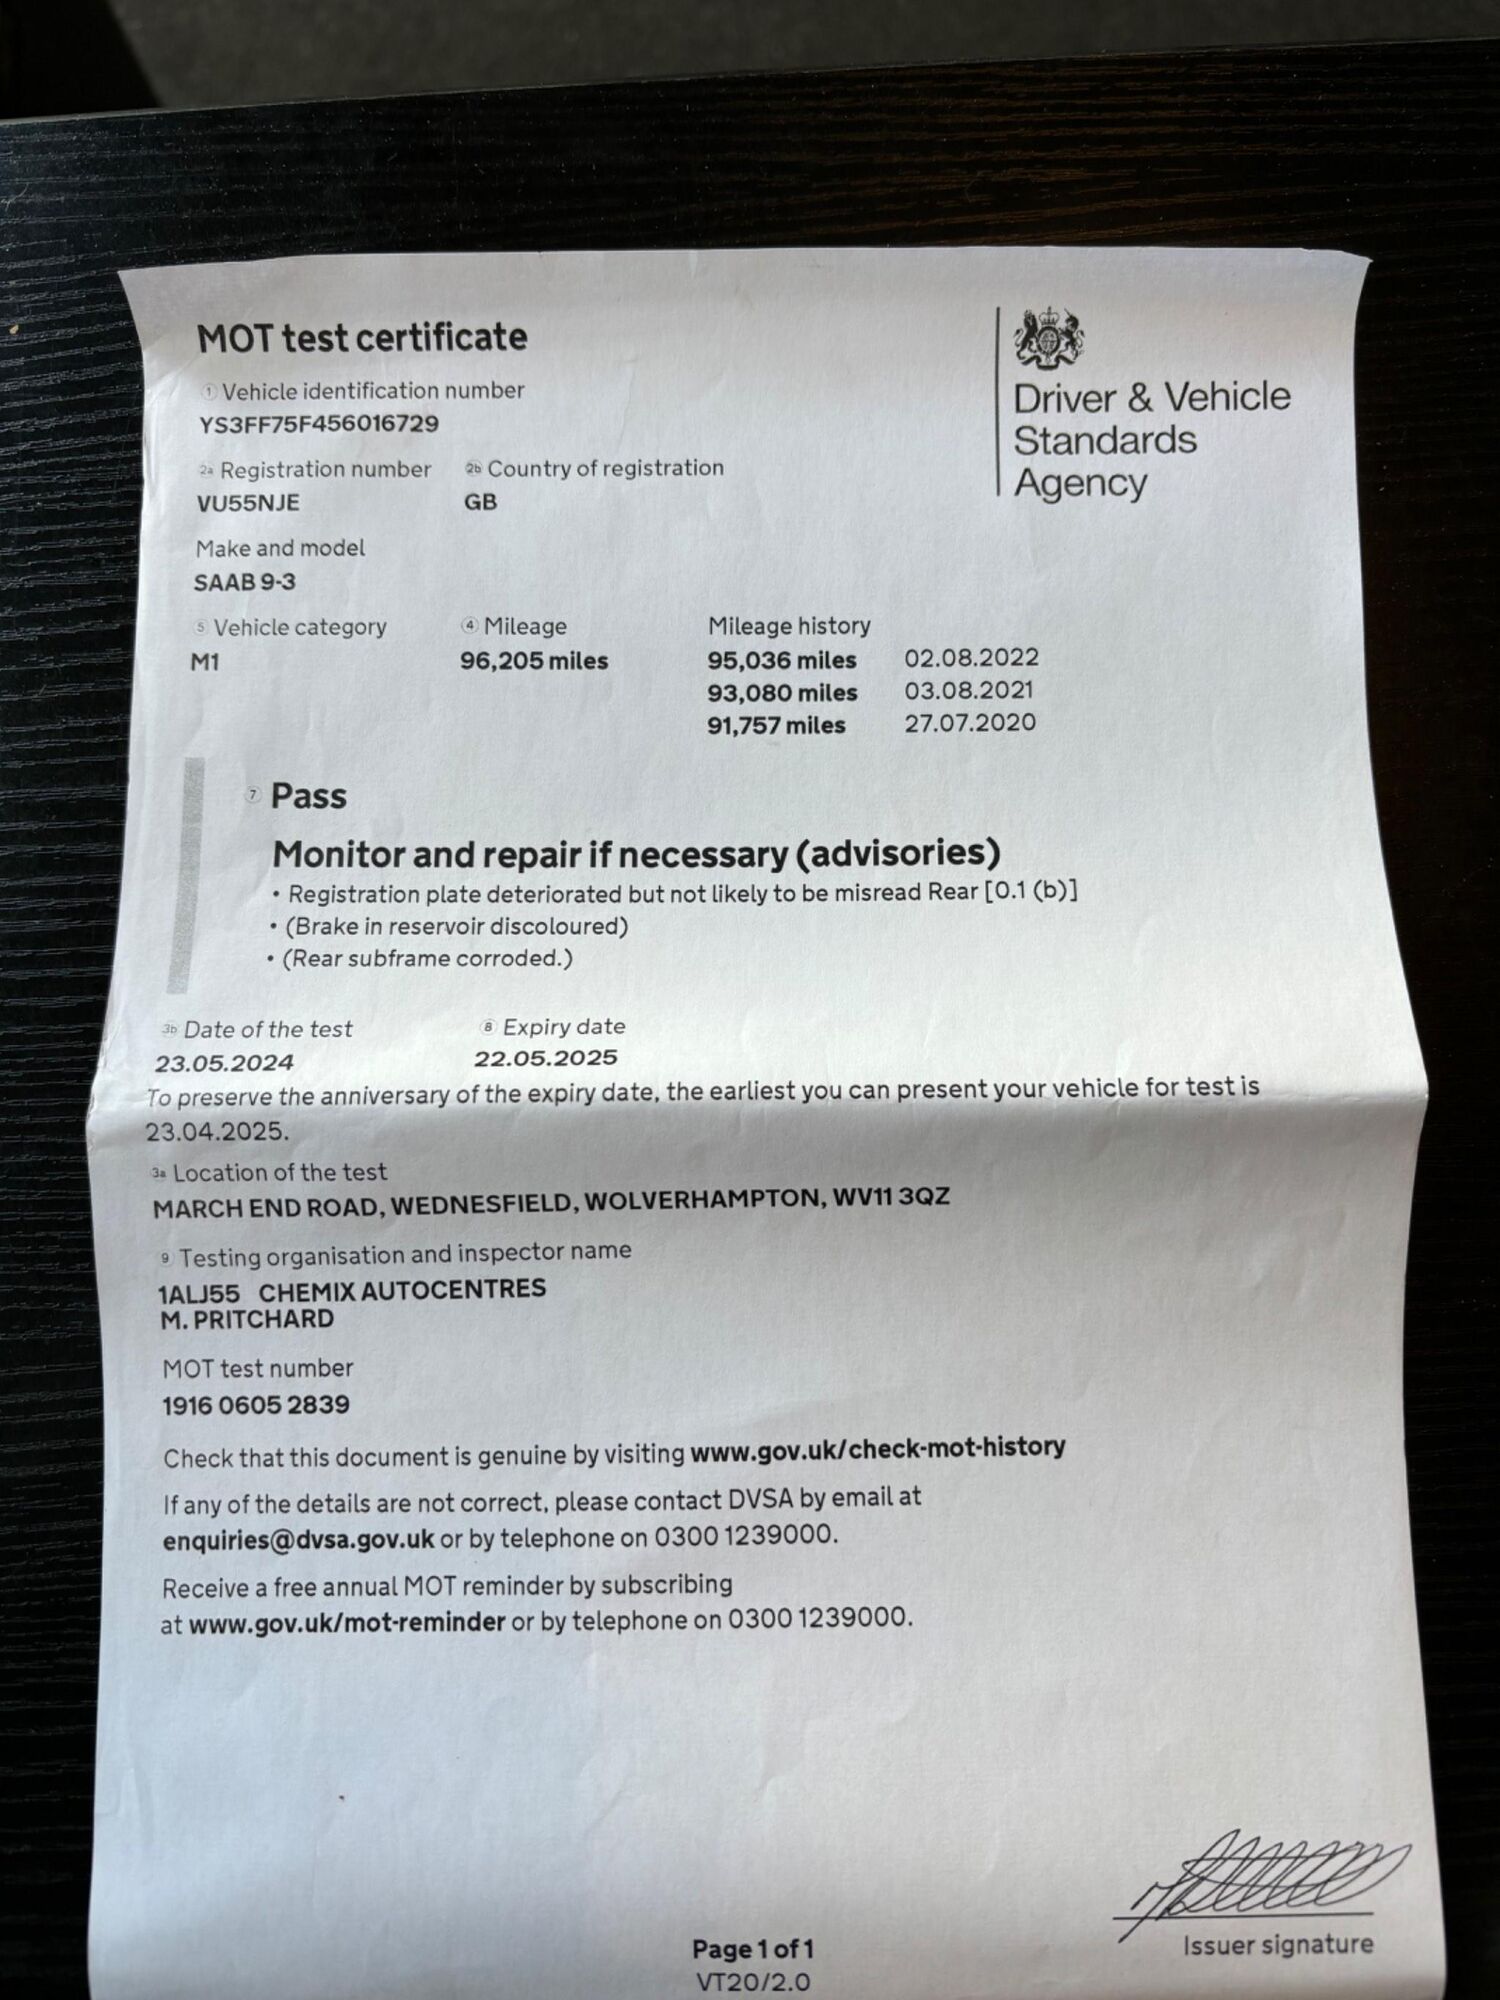 MOT test certificate
1 Vehicle identification number
YS3FF75F456016729
2a Registration number 2b Country of registration
VU55NJE GB
Make and model
SAAB 9-3
5 Vehicle category 4 Mileage Mileage history
M1 96,205 miles 95,036 miles 02.08.2022
93,080 miles 03.08.2021
91,757 miles 27.07.2020
Driver & Vehicle
Standards
Agency
7 Pass
Monitor and repair if necessary (advisories)
• Registration plate deteriorated but not likely to be misread Rear [0.1 (b)]
• (Brake in reservoir discoloured)
• (Rear subframe corroded.)
3b Date of the test 8 Expiry date
23.05.2024 22.05.2025
To preserve the anniversary of the expiry date, the earliest you can present your vehicle for test is
23.04.2025.
3a Location of the test
MARCH END ROAD, WEDNESFIELD, WOLVERHAMPTON, WV11 3QZ
9 Testing organisation and inspector name
1ALJ55 CHEMIX AUTOCENTRES
M. PRITCHARD
MOT test number
1916 0605 2839
Check that this document is genuine by visiting www.gov.uk/check-mot-history
If any of the details are not correct, please contact DVSA by email at
enquiries@dvsa.gov.uk or by telephone on 0300 1239000.
Receive a free annual MOT reminder by subscribing
at www.gov.uk/mot-reminder or by telephone on 0300 1239000.
Issuer signature
Page 1 of 1
VT20/2.0